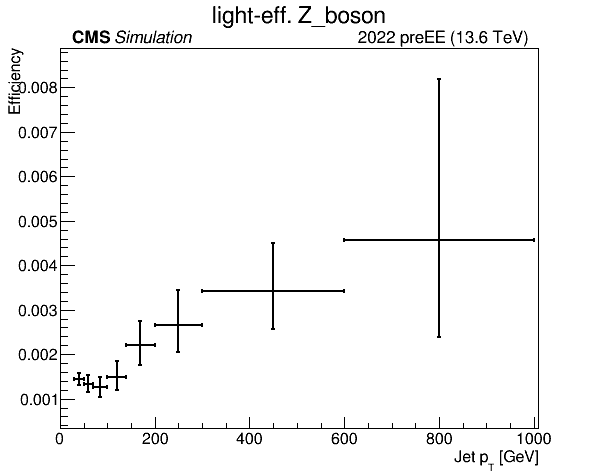 light-eff. Z_boson
CMS Simulation
2022 preEE (13.6 TeV)
Efficiency
0.008
0.007
0.006
0.005
0.004
0.003
0.002
0.001
0 200 400 600 800 1000
Jet p_T [GeV]